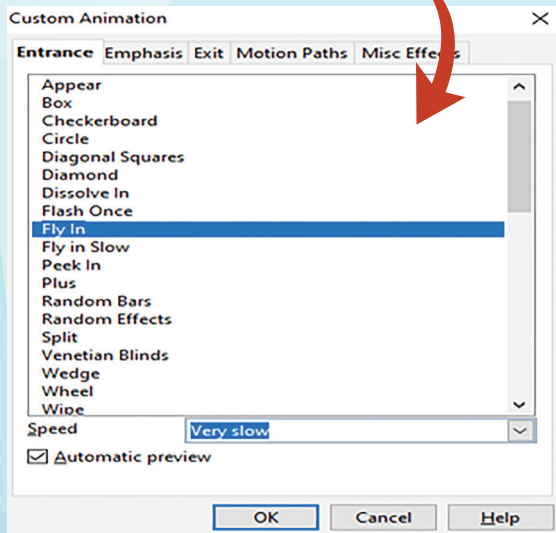 Custom Animation
Entrance Emphasis Exit Motion Paths Misc Effects
Appear
Box
Checkerboard
Circle
Diagonal Squares
Diamond
Dissolve In
Flash Once
Fly In
Fly in Slow
Peek In
Plus
Random Bars
Random Effects
Split
Venetian Blinds
Wedge
Wheel
Wipe
Speed Very slow
Automatic preview
OK Cancel Help